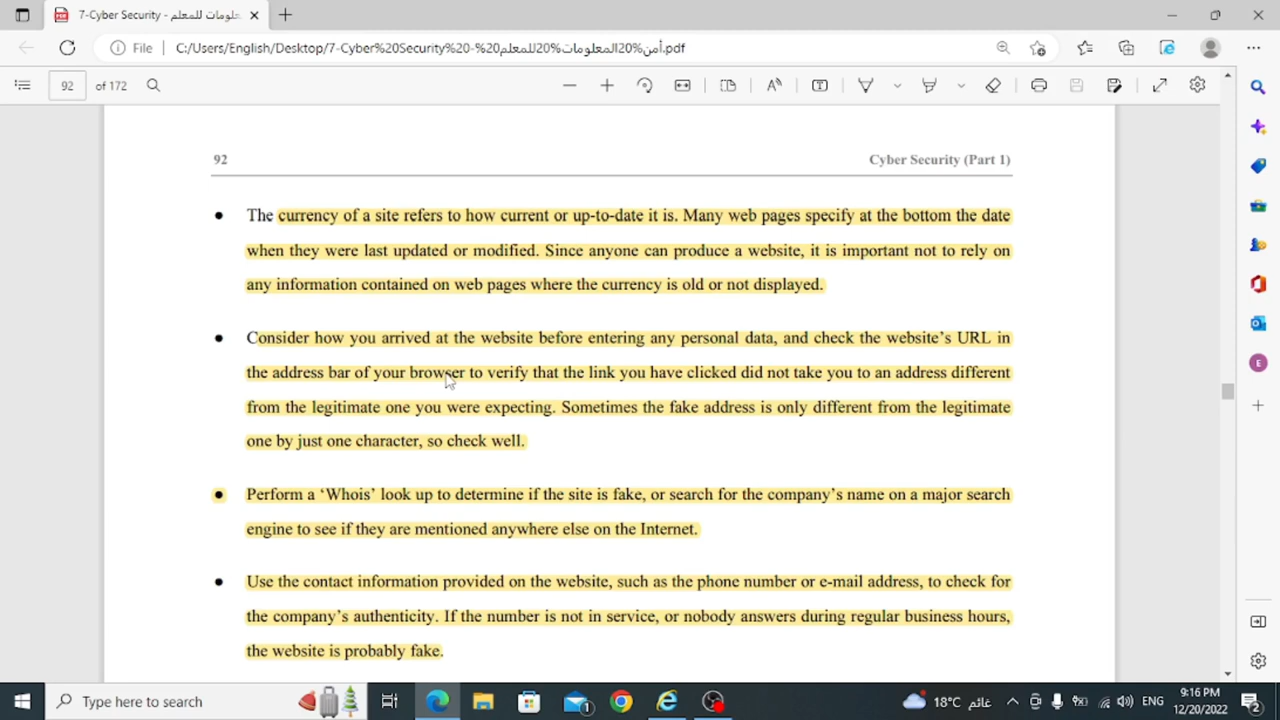 7-Cyber Security - أمن المعلومات للمعلم
File
C:/Users/English/Desktop/7-Cyber%20Security%20-%20أمن%20المعلومات%20للمعلم.pdf
92 of 172
92 Cyber Security (Part 1)
● The currency of a site refers to how current or up-to-date it is. Many web pages specify at the bottom the date
when they were last updated or modified. Since anyone can produce a website, it is important not to rely on
any information contained on web pages where the currency is old or not displayed.
● Consider how you arrived at the website before entering any personal data, and check the website’s URL in
the address bar of your browser to verify that the link you have clicked did not take you to an address different
from the legitimate one you were expecting. Sometimes the fake address is only different from the legitimate
one by just one character, so check well.
● Perform a ‘Whois’ look up to determine if the site is fake, or search for the company’s name on a major search
engine to see if they are mentioned anywhere else on the Internet.
● Use the contact information provided on the website, such as the phone number or e-mail address, to check for
the company’s authenticity. If the number is not in service, or nobody answers during regular business hours,
the website is probably fake.
Type here to search
1
18°C غائم
ENG
9:16 PM
12/20/2022
2